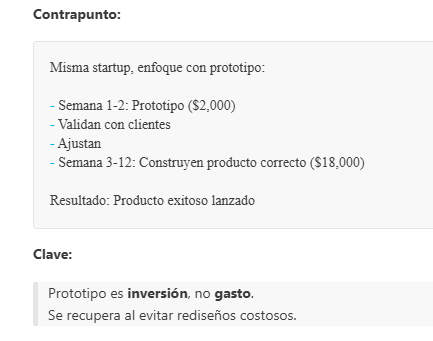 Contrapunto:
Misma startup, enfoque con prototipo:
- Semana 1-2: Prototipo ($2,000)
- Validan con clientes
- Ajustan
- Semana 3-12: Construyen producto correcto ($18,000)
Resultado: Producto exitoso lanzado
Clave:
Prototipo es inversión, no gasto.
Se recupera al evitar rediseños costosos.